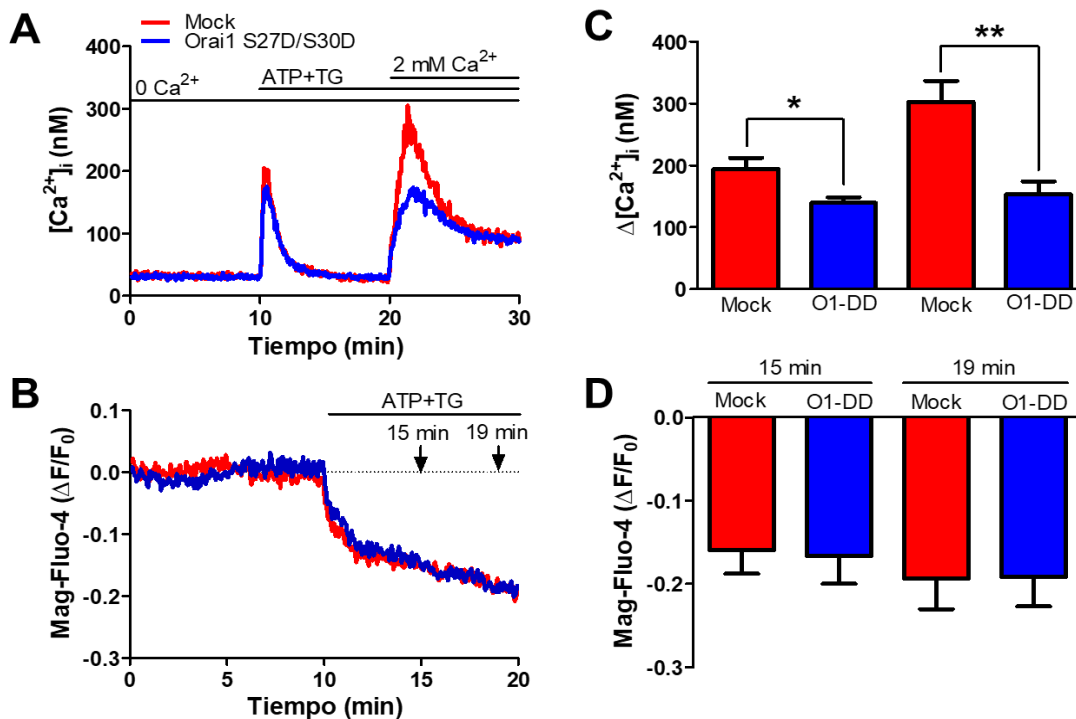 A
Mock
Orai1 S27D/S30D
400
300
200
100
0
[Ca²⁺]ᵢ (nM)
0 Ca²⁺
ATP+TG
2 mM Ca²⁺
0 10 20 30
Tiempo (min)
C
400
300
200
100
0
Δ[Ca²⁺]ᵢ (nM)
*
**
Mock O1-DD Mock O1-DD
B
0.1
0.0
-0.1
-0.2
-0.3
Mag-Fluo-4 (ΔF/F₀)
ATP+TG
15 min 19 min
0 5 10 15 20
Tiempo (min)
D
15 min 19 min
Mock O1-DD Mock O1-DD
0.0
-0.1
-0.2
-0.3
Mag-Fluo-4 (ΔF/F₀)